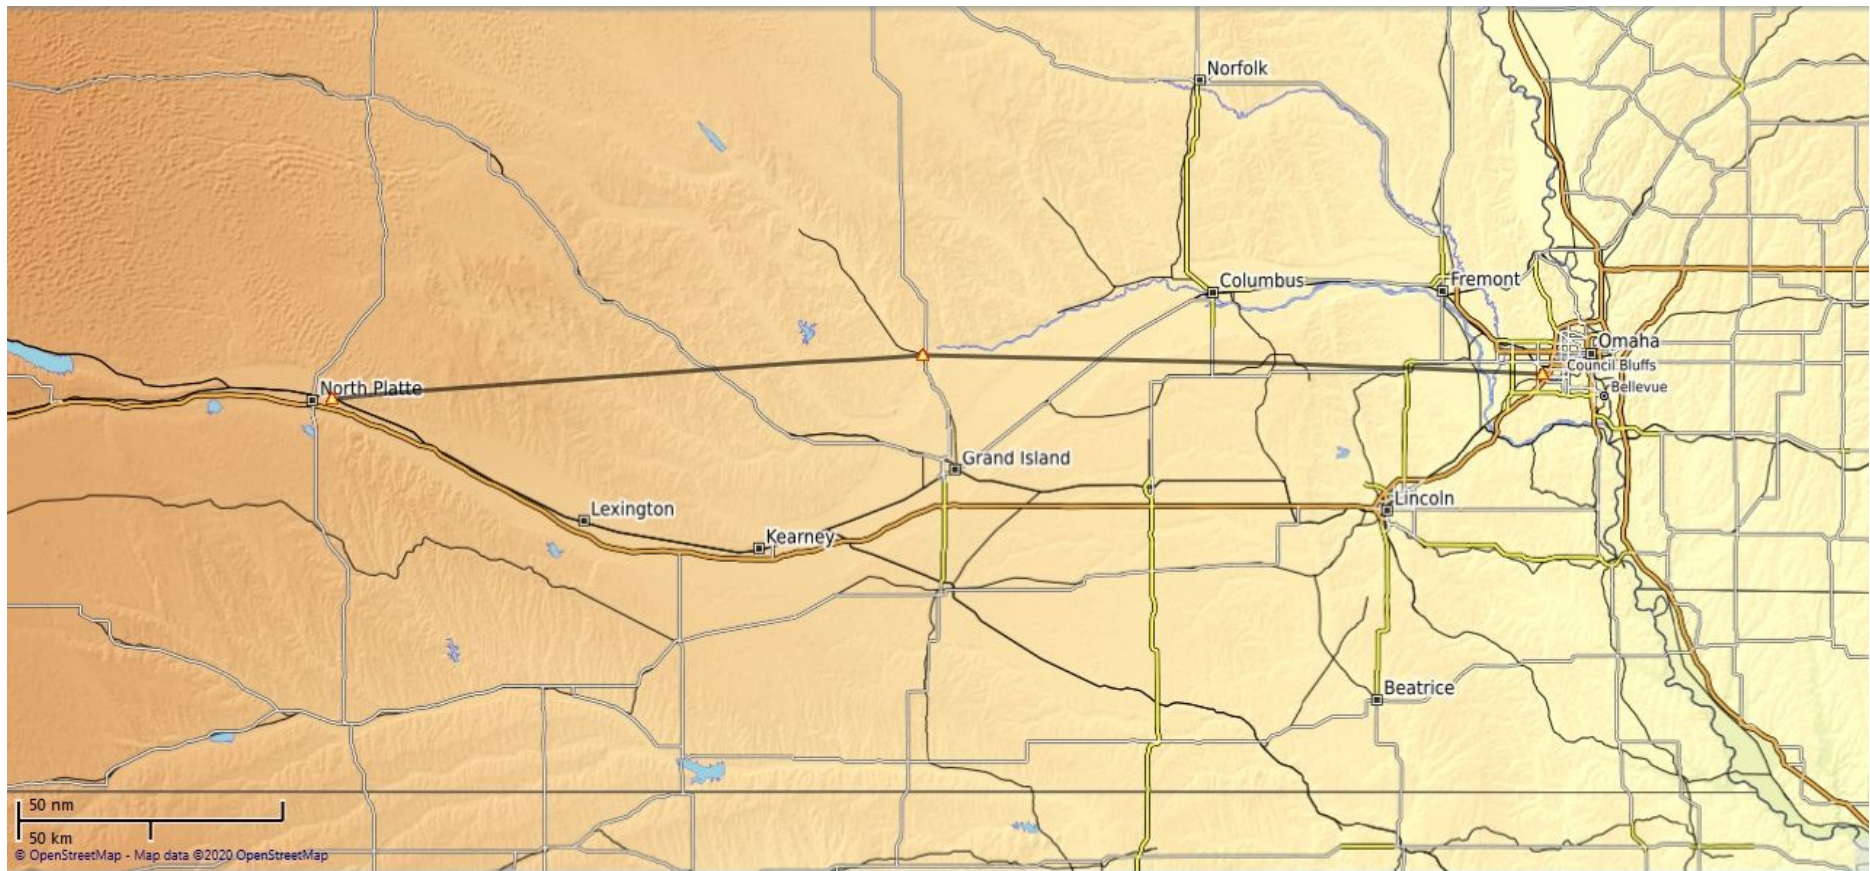 Norfolk
Columbus
Fremont
Omaha
Council Bluffs
North Platte
Bellevue
Grand Island
Lincoln
Lexington
Kearney
Beatrice
50 nm
50 km
© OpenStreetMap - Map data ©2020 OpenStreetMap